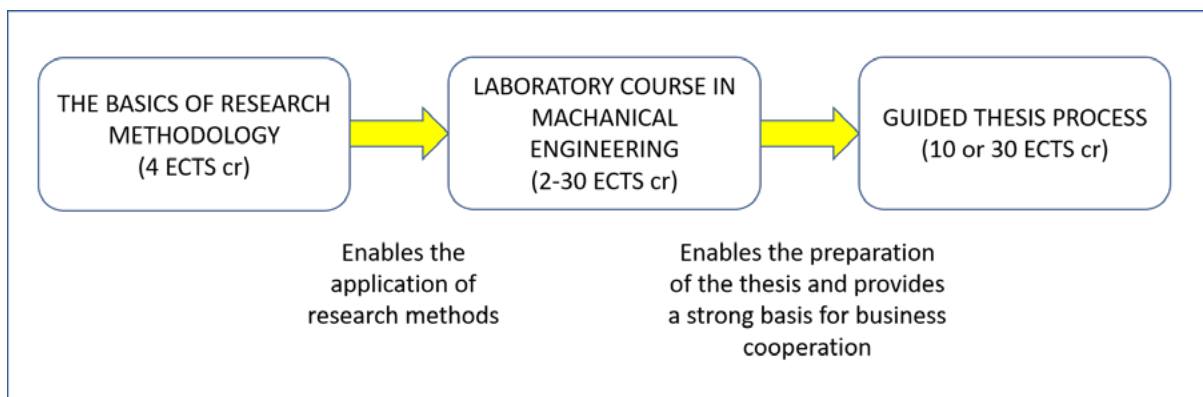 THE BASICS OF RESEARCH
METHODOLOGY
(4 ECTS cr)
LABORATORY COURSE IN
MACHANICAL
ENGINEERING
(2-30 ECTS cr)
GUIDED THESIS PROCESS
(10 or 30 ECTS cr)
Enables the
application of
research methods
Enables the preparation
of the thesis and provides
a strong basis for business
cooperation